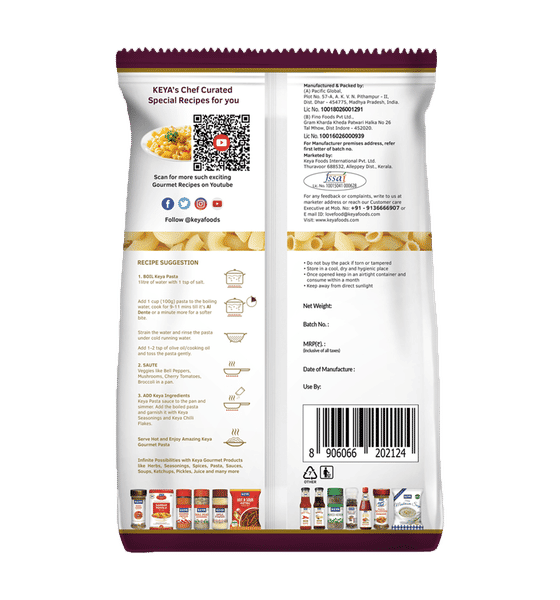 KEYA's Chef Curated
Special Recipes for you
Scan for more such exciting
Gourmet Recipes on Youtube
Follow @keyafoods
RECIPE SUGGESTION
1. BOIL Keya Pasta
1litre of water with 1 tsp of salt.
Add 1 cup (100g) pasta to the boiling
water. cook for 9-11 mins till it's Al
Dente or a minute more for a softer
bite.
Strain the water and rinse the pasta
under cold running water.
Add 1-2 tsp of olive oil/cooking oil
and toss the pasta gently.
2. SAUTE
Veggies like Bell Peppers,
Mushrooms, Cherry Tomatoes,
Broccoli in a pan.
3. ADD Keya Ingredients
Keya Pasta sauce to the pan and
simmer. Add the boiled pasta
and garnish it with Keya
Seasonings and Keya Chili
Flakes.
Serve Hot and Enjoy Amazing Keya
Gourmet Pasta
Infinite Possibilities with Keya Gourmet Products
like Herbs, Seasonings, Spices, Pasta, Sauces,
Soups, Ketchups, Pickles, Juice and many more
Manufactured & Packed by:
(A) Pacific Global,
Plot No. 57-A, A. K. V. N. Pithampur - II,
Dist. Dhar - 454775, Madhya Pradesh, India.
Lic No. 10018026001291
(B) Fino Foods Pvt Ltd.,
Gram Kharda Kheda Patwari Halka No 26
Tal Mhow, Dist Indore - 452020.
Lic No. 10016026000939
For Manufacturer premises address, refer
first letter of batch no.
Marketed by:
Keya Foods International Pvt. Ltd.
Thuravoor 688532, Alleppey Dist., Kerala
fssai
Lic. No. 10013041 000628
For any feedback or complaints, write to us at
marketer address or reach our Customer care
Executive at Mob. No: +91 - 9136666907 or
E mail ID: lovefood@keyafoods.com
Visit: www.keyafoods.com
• Do not buy the pack if torn or tampered
• Store in a cool, dry and hygienic place
• Once opened keep in an airtight container and
consume within a month
• Keep away from direct sunlight
Net Weight:
Batch No. :
MRP(₹). :
(Inclusive of all taxes)
Date of Manufacture :
Use By:
8 906066 202124
7
OTHER